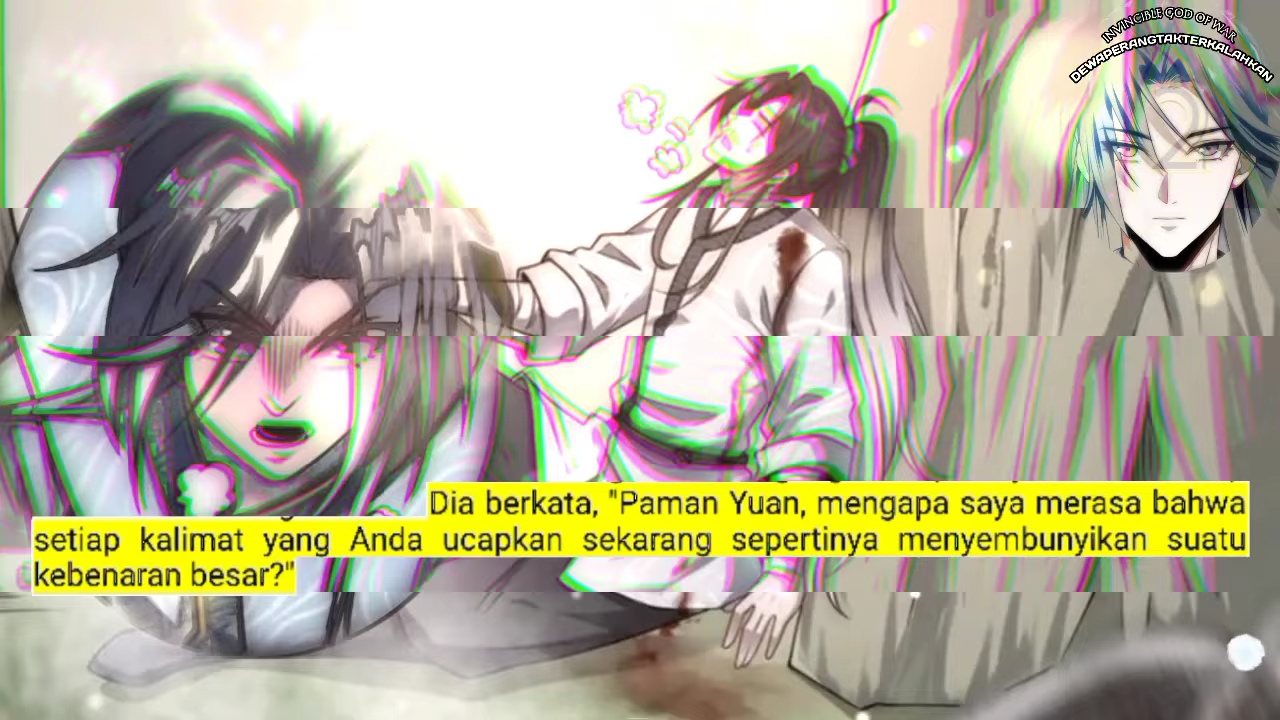 INVINCIBLE GOD OF WAR
DEWAPERANGTAKTERKALAHKAN
Dia berkata, "Paman Yuan, mengapa saya merasa bahwa
setiap kalimat yang Anda ucapkan sekarang sepertinya menyembunyikan suatu
kebenaran besar?"